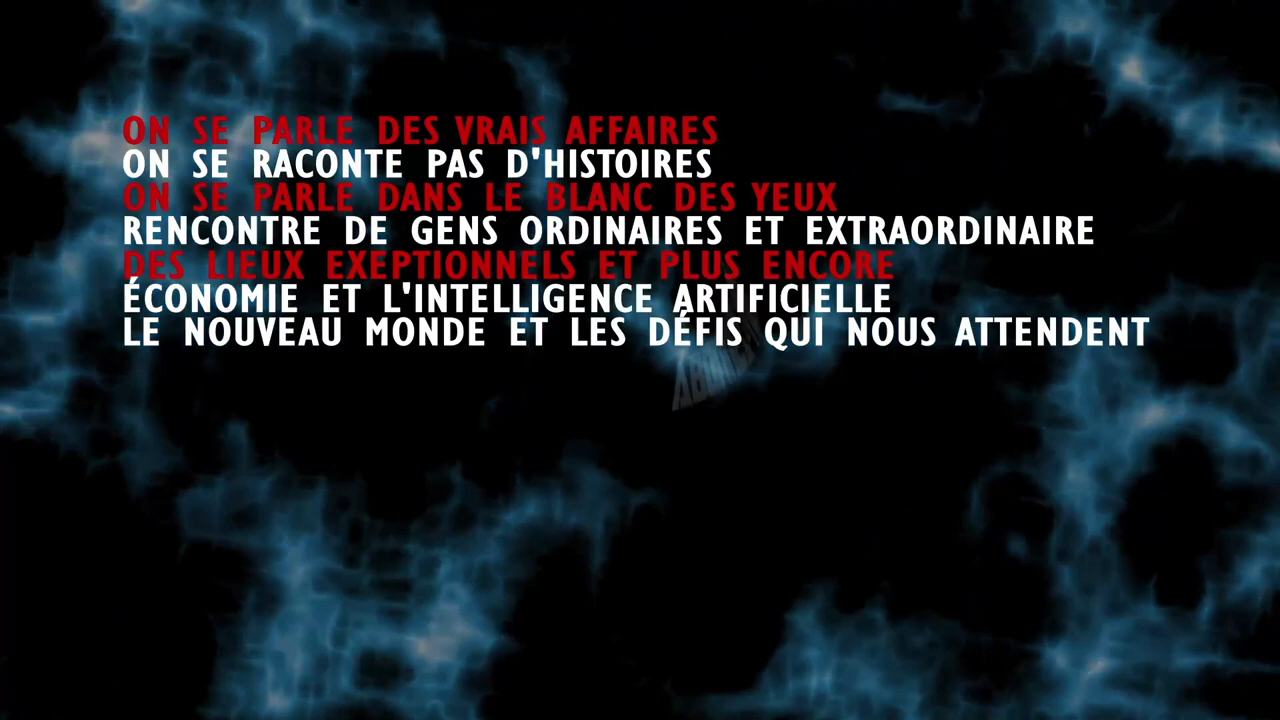 ON SE PARLE DES VRAIS AFFAIRES
ON SE RACONTE PAS D'HISTOIRES
ON SE PARLE DANS LE BLANC DES YEUX
RENCONTRE DE GENS ORDINAIRES ET EXTRAORDINAIRE
DES LIEUX EXEPTIONNELS ET PLUS ENCORE
ÉCONOMIE ET L'INTELLIGENCE ARTIFICIELLE
LE NOUVEAU MONDE ET LES DÉFIS QUI NOUS ATTENDENT